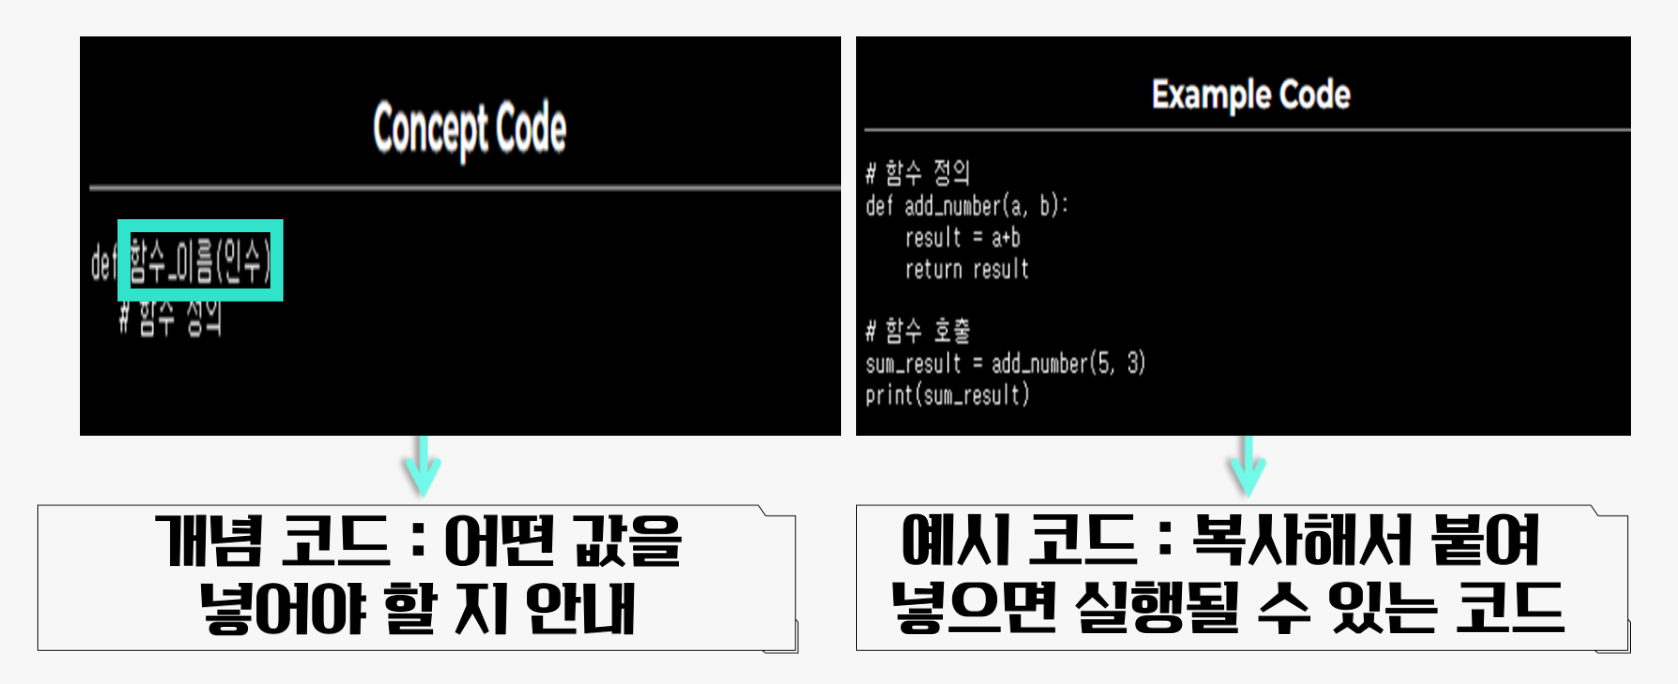 Concept Code
def 함수_이름(인수)
# 함수 정의
개념 코드 : 어떤 값을
넣어야 할 지 안내
Example Code
# 함수 정의
def add_number(a, b):
result = a+b
return result
# 함수 호출
sum_result = add_number(5, 3)
print(sum_result)
예시 코드 : 복사해서 붙여
넣으면 실행될 수 있는 코드